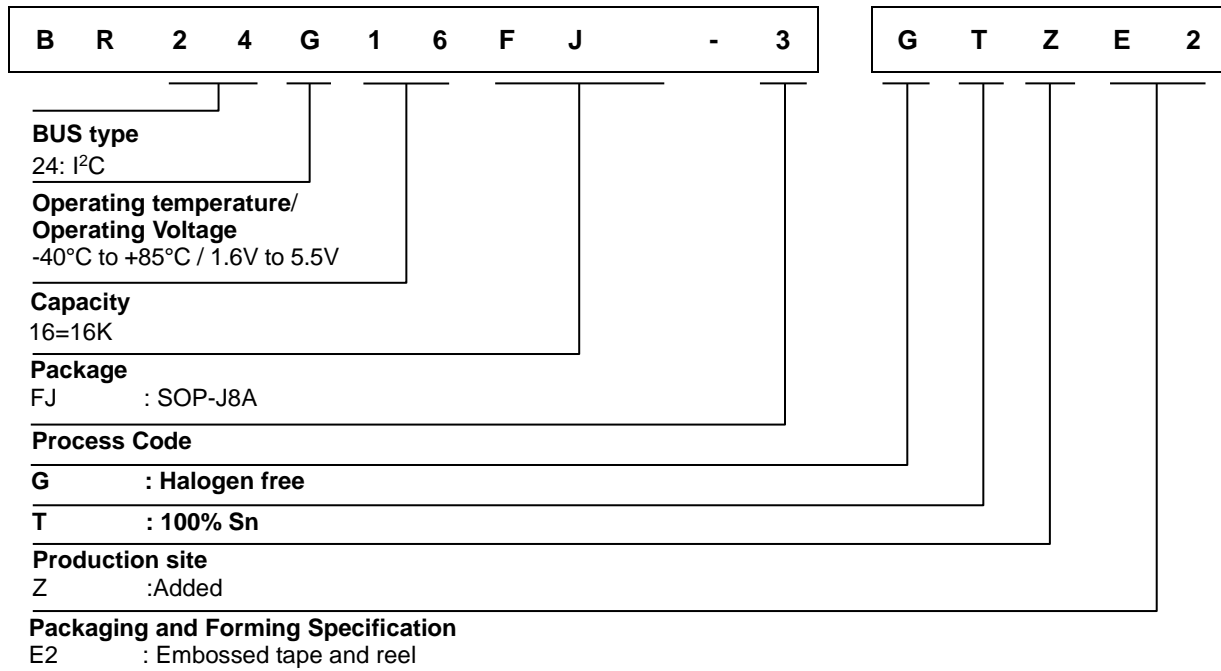 B R 2 4 G 1 6 F J - 3 G T Z E 2
BUS type
24: I²C
Operating temperature/
Operating Voltage
-40°C to +85°C / 1.6V to 5.5V
Capacity
16=16K
Package
FJ : SOP-J8A
Process Code
G : Halogen free
T : 100% Sn
Production site
Z :Added
Packaging and Forming Specification
E2 : Embossed tape and reel